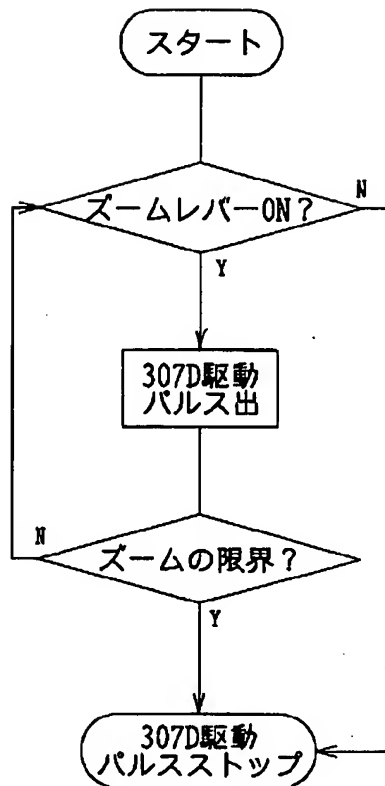 スタート
ズームレバーON?
N
Y
307D駆動
パルス出
N
ズームの限界?
Y
307D駆動
パルスストップ